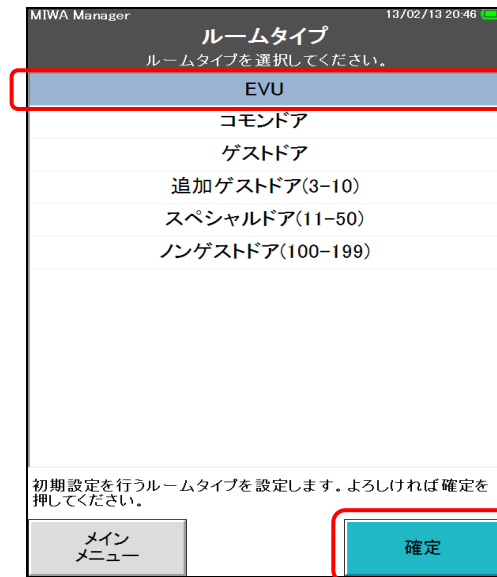 MIWA Manager 13/02/13 20:46
ルームタイプ
ルームタイプを選択してください。
EVU
コモンドア
ゲストドア
追加ゲストドア(3-10)
スペシャルドア(11-50)
ノンゲストドア(100-199)
初期設定を行うルームタイプを設定します。よろしければ確定を
押してください。
メイン
メニュー
確定